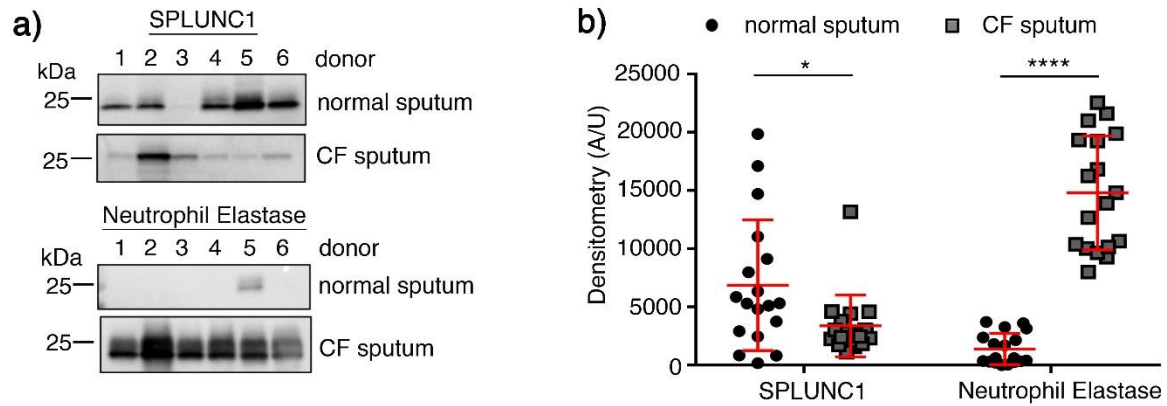 a)
SPLUNC1
1 2 3 4 5 6 donor
kDa
25 normal sputum
25 CF sputum
Neutrophil Elastase
1 2 3 4 5 6 donor
kDa
25 normal sputum
25 CF sputum
b)
normal sputum CF sputum
* ****
Densitometry (A/U)
25000
20000
15000
10000
5000
0
SPLUNC1 Neutrophil Elastase